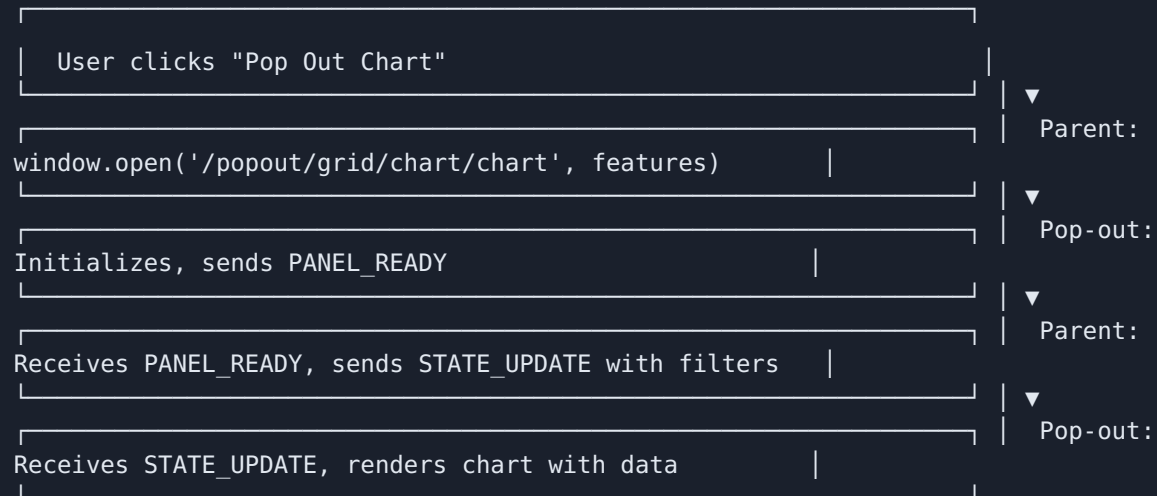 User clicks "Pop Out Chart"
▼
Parent:
window.open('/popout/grid/chart/chart', features)
▼
Pop-out:
Initializes, sends PANEL_READY
▼
Parent:
Receives PANEL_READY, sends STATE_UPDATE with filters
▼
Pop-out:
Receives STATE_UPDATE, renders chart with data